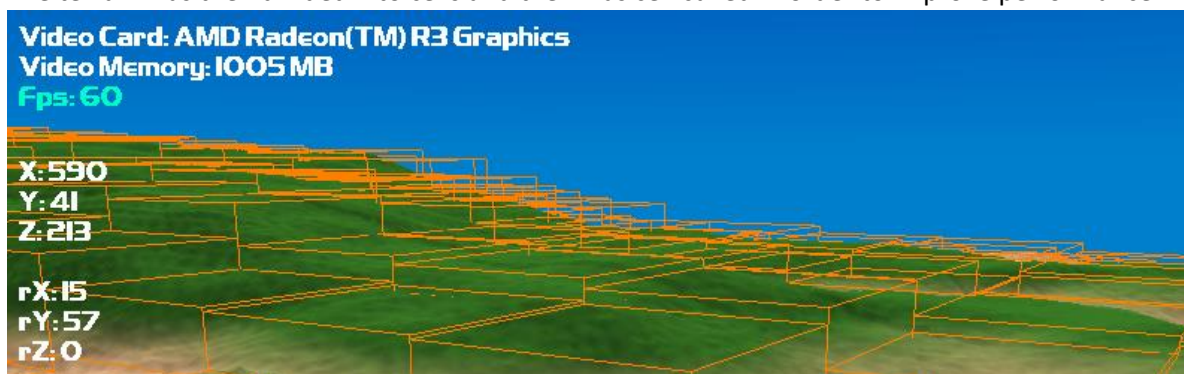 Video Card: AMD Radeon(TM) R3 Graphics
Video Memory: 1005 MB
Fps: 60
X: 590
Y: 41
Z: 213
rX: 15
rY: 57
rZ: 0